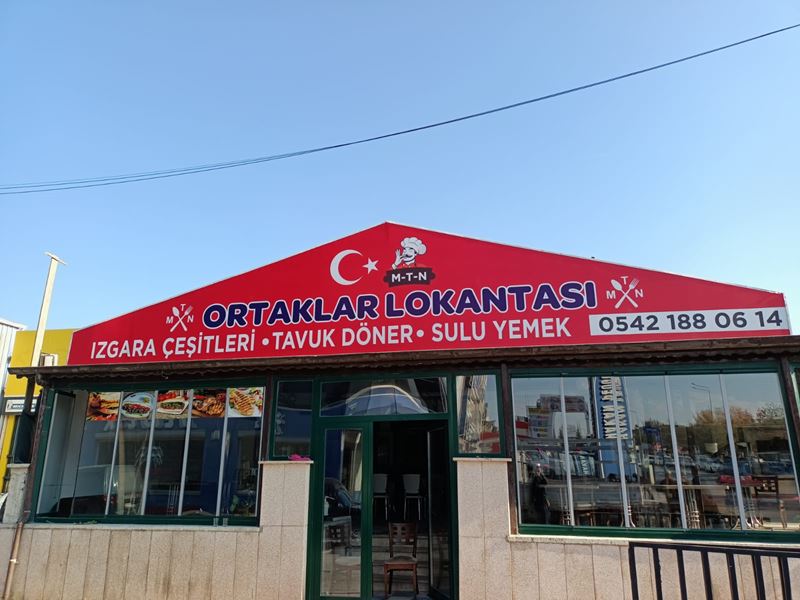 M-T-N
ORTAKLAR LOKANTASI
M T N
M T N
IZGARA ÇEŞİTLERİ • TAVUK DÖNER • SULU YEMEK
0542 188 06 14